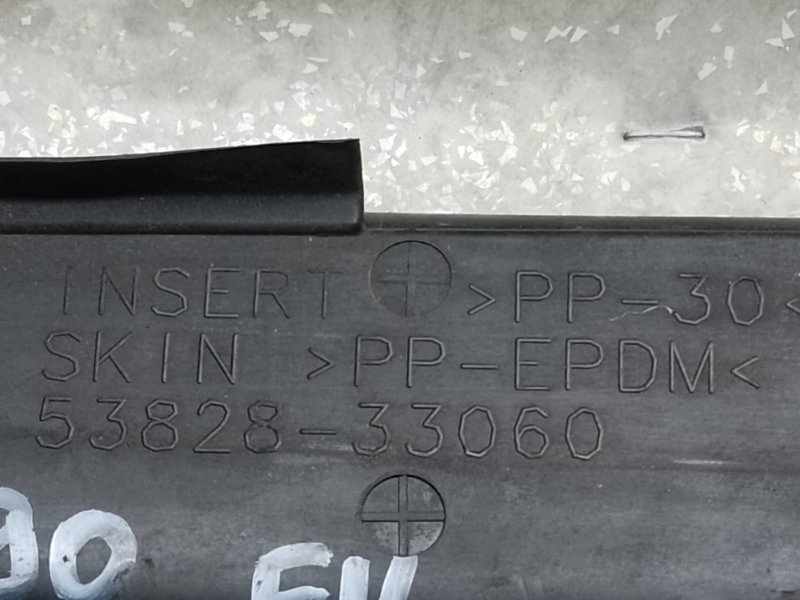 INSERT >PP-30<
SKIN >PP-EPDM<
53828-33060